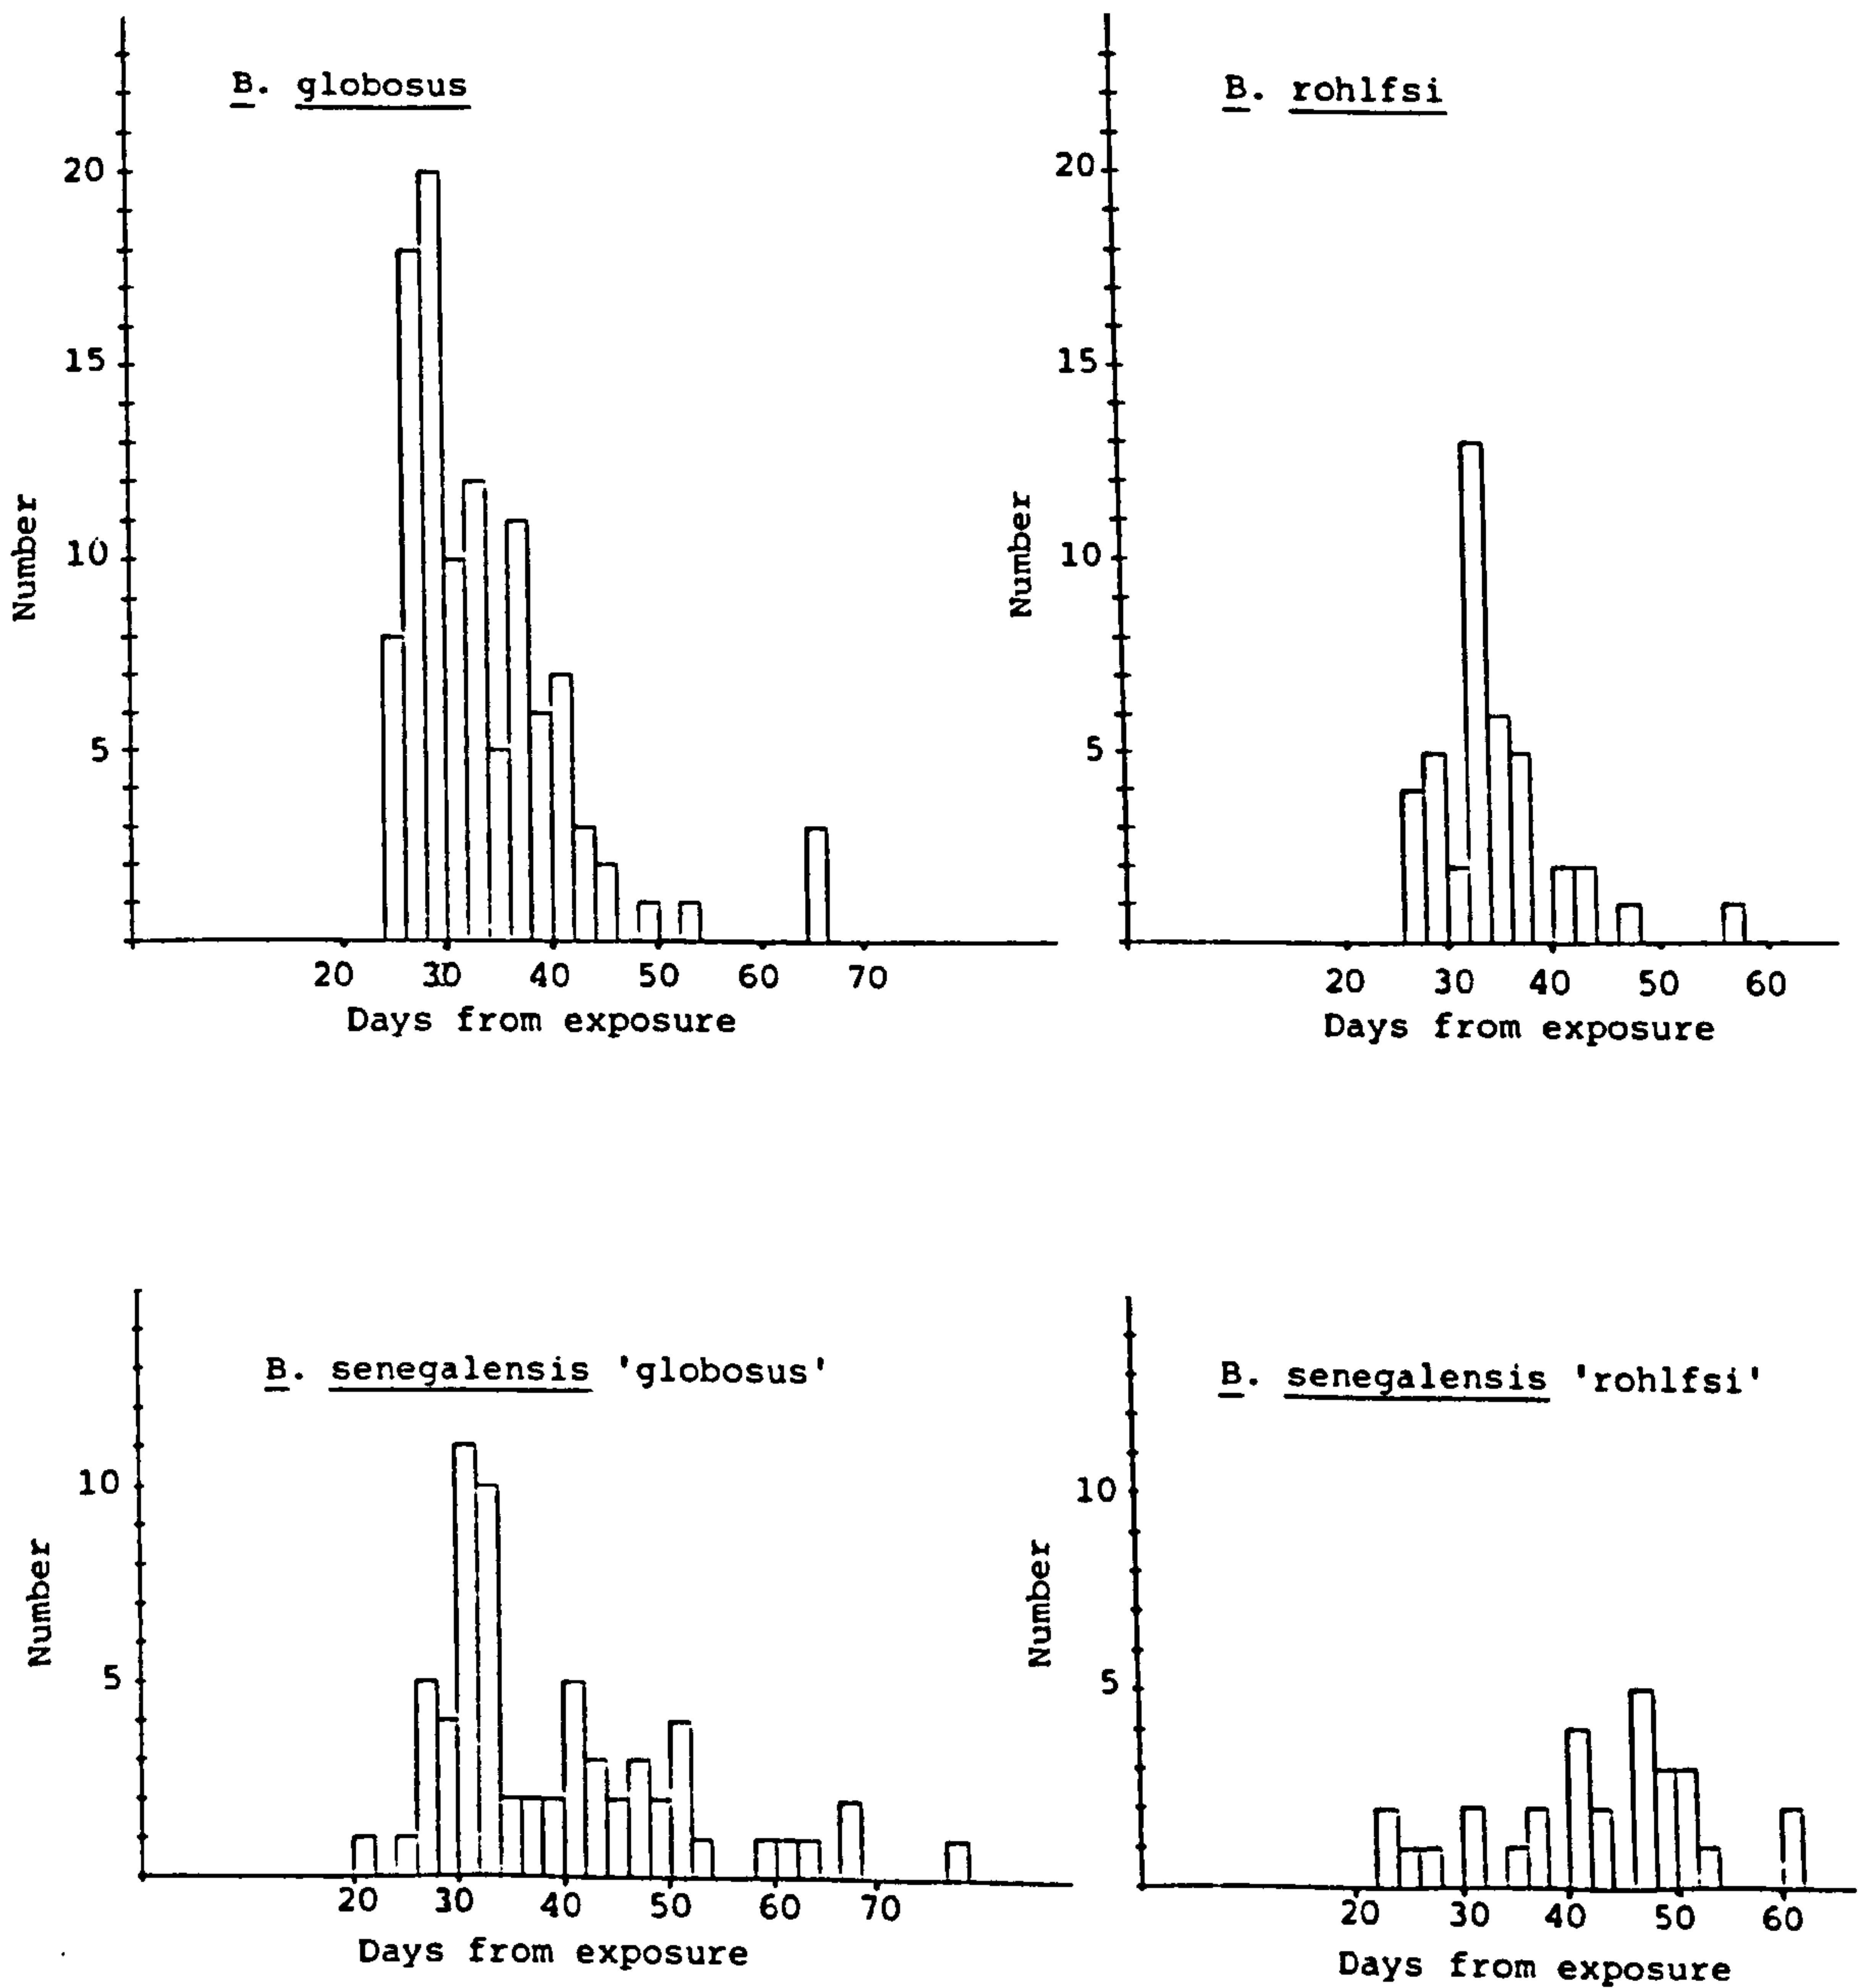 B. globosus
20
15
10
5
Number
20 30 40 50 60 70
Days from exposure
B. rohlfsi
20
15
10
5
Number
20 30 40 50 60
Days from exposure
B. senegalensis 'globosus'
10
5
Number
20 30 40 50 60 70
Days from exposure
B. senegalensis 'rohlfsi'
10
5
Number
20 30 40 50 60
Days from exposure